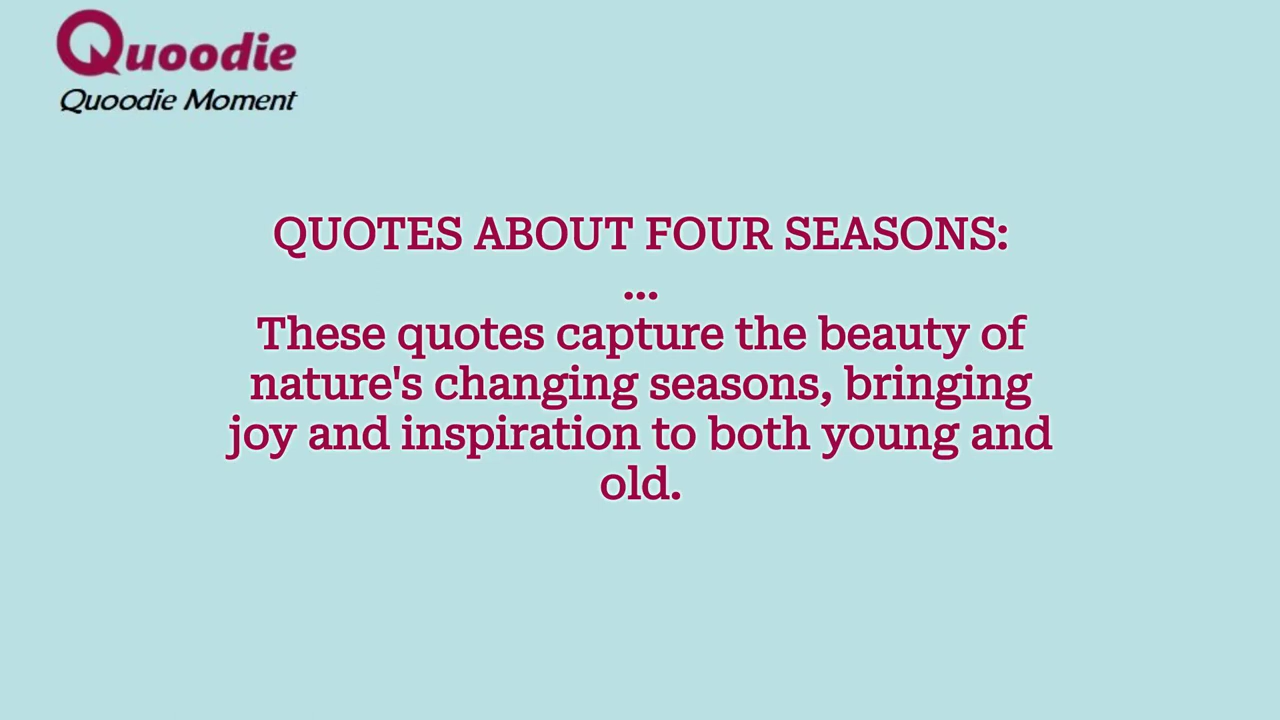 Quoodie
Quoodie Moment
QUOTES ABOUT FOUR SEASONS:
...
These quotes capture the beauty of
nature's changing seasons, bringing
joy and inspiration to both young and
old.